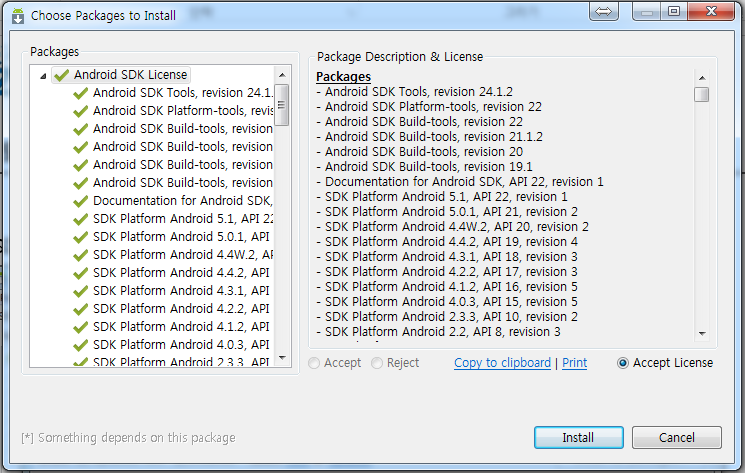 Choose Packages to Install
Packages
Android SDK License
Android SDK Tools, revision 24.1.2
Android SDK Platform-tools, revis
Android SDK Build-tools, revision
Android SDK Build-tools, revision
Android SDK Build-tools, revision
Android SDK Build-tools, revision
Documentation for Android SDK,
SDK Platform Android 5.1, API 22
SDK Platform Android 5.0.1, API
SDK Platform Android 4.4W.2, AP
SDK Platform Android 4.4.2, API
SDK Platform Android 4.3.1, API
SDK Platform Android 4.2.2, API
SDK Platform Android 4.1.2, API
SDK Platform Android 4.0.3, API
SDK Platform Android 2.3.3, API
Package Description & License
Packages
- Android SDK Tools, revision 24.1.2
- Android SDK Platform-tools, revision 22
- Android SDK Build-tools, revision 22
- Android SDK Build-tools, revision 21.1.2
- Android SDK Build-tools, revision 20
- Android SDK Build-tools, revision 19.1
- Documentation for Android SDK, API 22, revision 1
- SDK Platform Android 5.1, API 22, revision 1
- SDK Platform Android 5.0.1, API 21, revision 2
- SDK Platform Android 4.4W.2, API 20, revision 2
- SDK Platform Android 4.4.2, API 19, revision 4
- SDK Platform Android 4.3.1, API 18, revision 3
- SDK Platform Android 4.2.2, API 17, revision 3
- SDK Platform Android 4.1.2, API 16, revision 5
- SDK Platform Android 4.0.3, API 15, revision 5
- SDK Platform Android 2.3.3, API 10, revision 2
- SDK Platform Android 2.2, API 8, revision 3
Accept Reject Copy to clipboard | Print Accept License
[*] Something depends on this package
Install Cancel